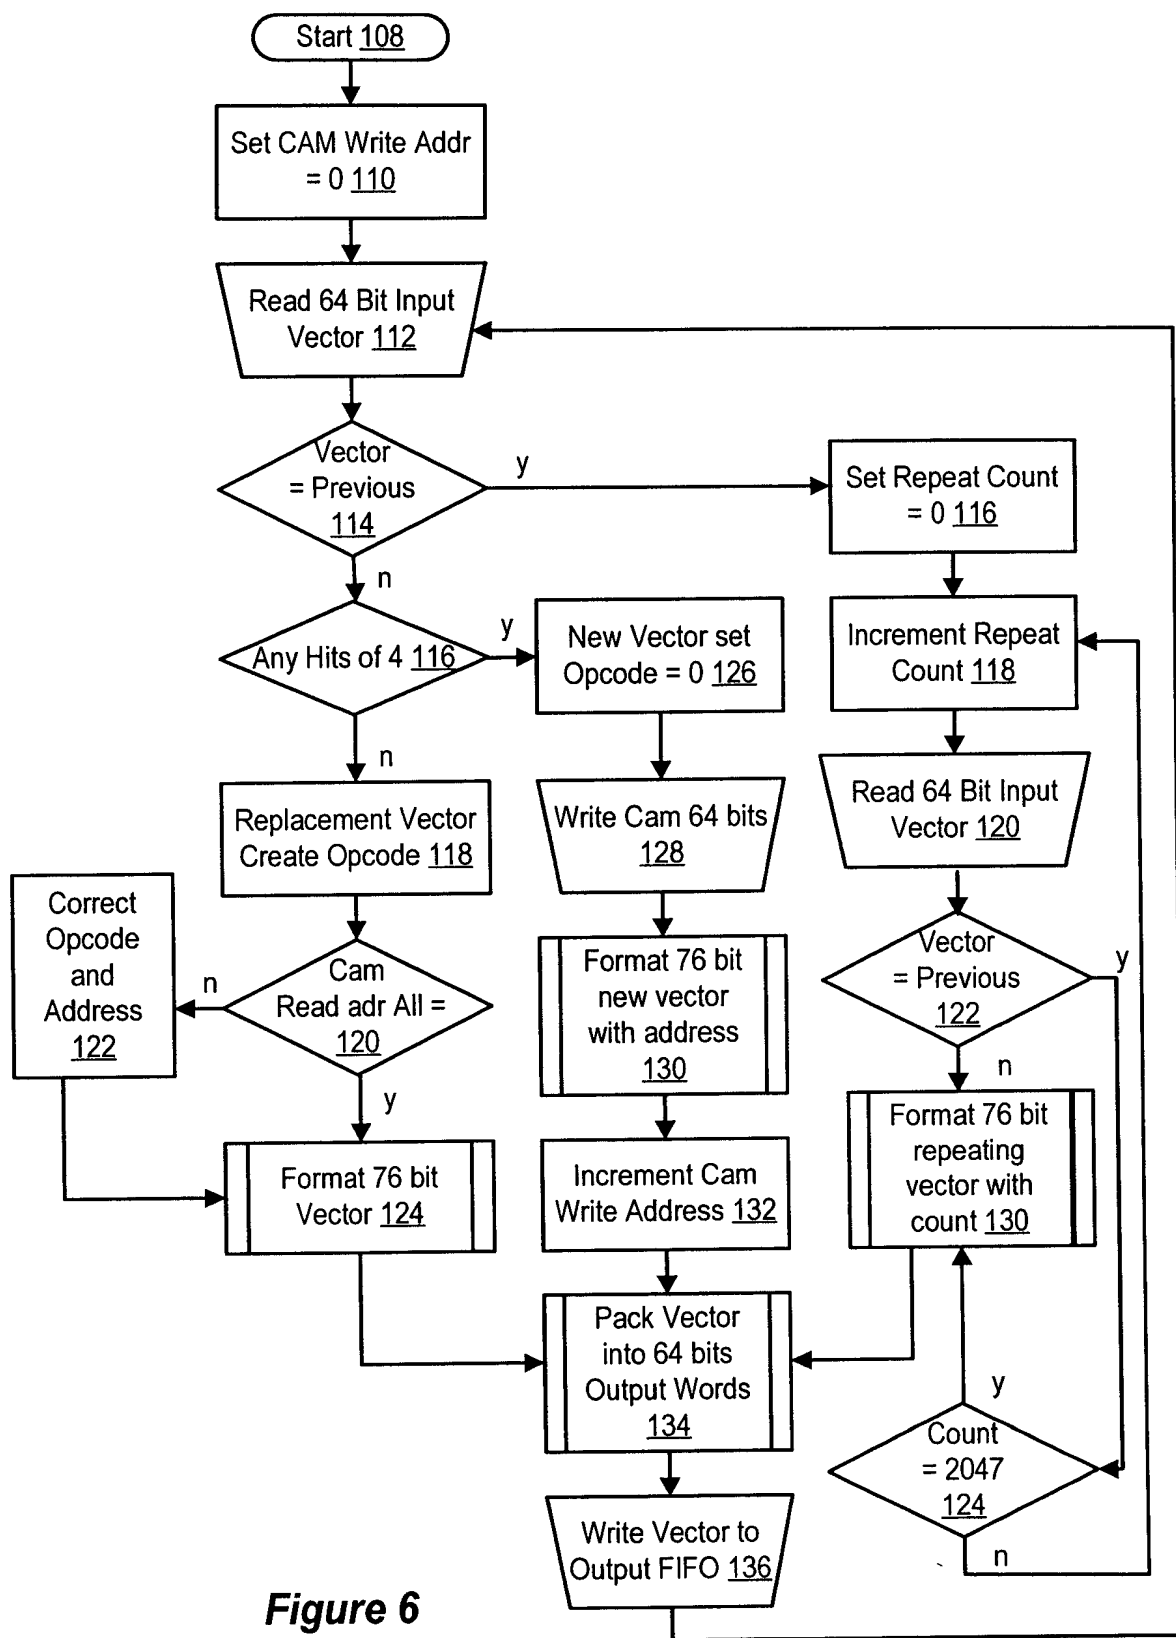 Start 108
Set CAM Write Addr
= 0 110
Read 64 Bit Input
Vector 112
Vector
= Previous
114
y
n
Set Repeat Count
= 0 116
Any Hits of 4 116
y
n
New Vector set
Opcode = 0 126
Increment Repeat
Count 118
Replacement Vector
Create Opcode 118
Write Cam 64 bits
128
Read 64 Bit Input
Vector 120
Correct
Opcode
and
Address
122
n
Cam
Read adr All =
120
y
Format 76 bit
new vector
with address
130
Vector
= Previous
122
y
n
Format 76 bit
Vector 124
Increment Cam
Write Address 132
Format 76 bit
repeating
vector with
count 130
Pack Vector
into 64 bits
Output Words
134
y
Count
= 2047
124
n
Write Vector to
Output FIFO 136
Figure 6